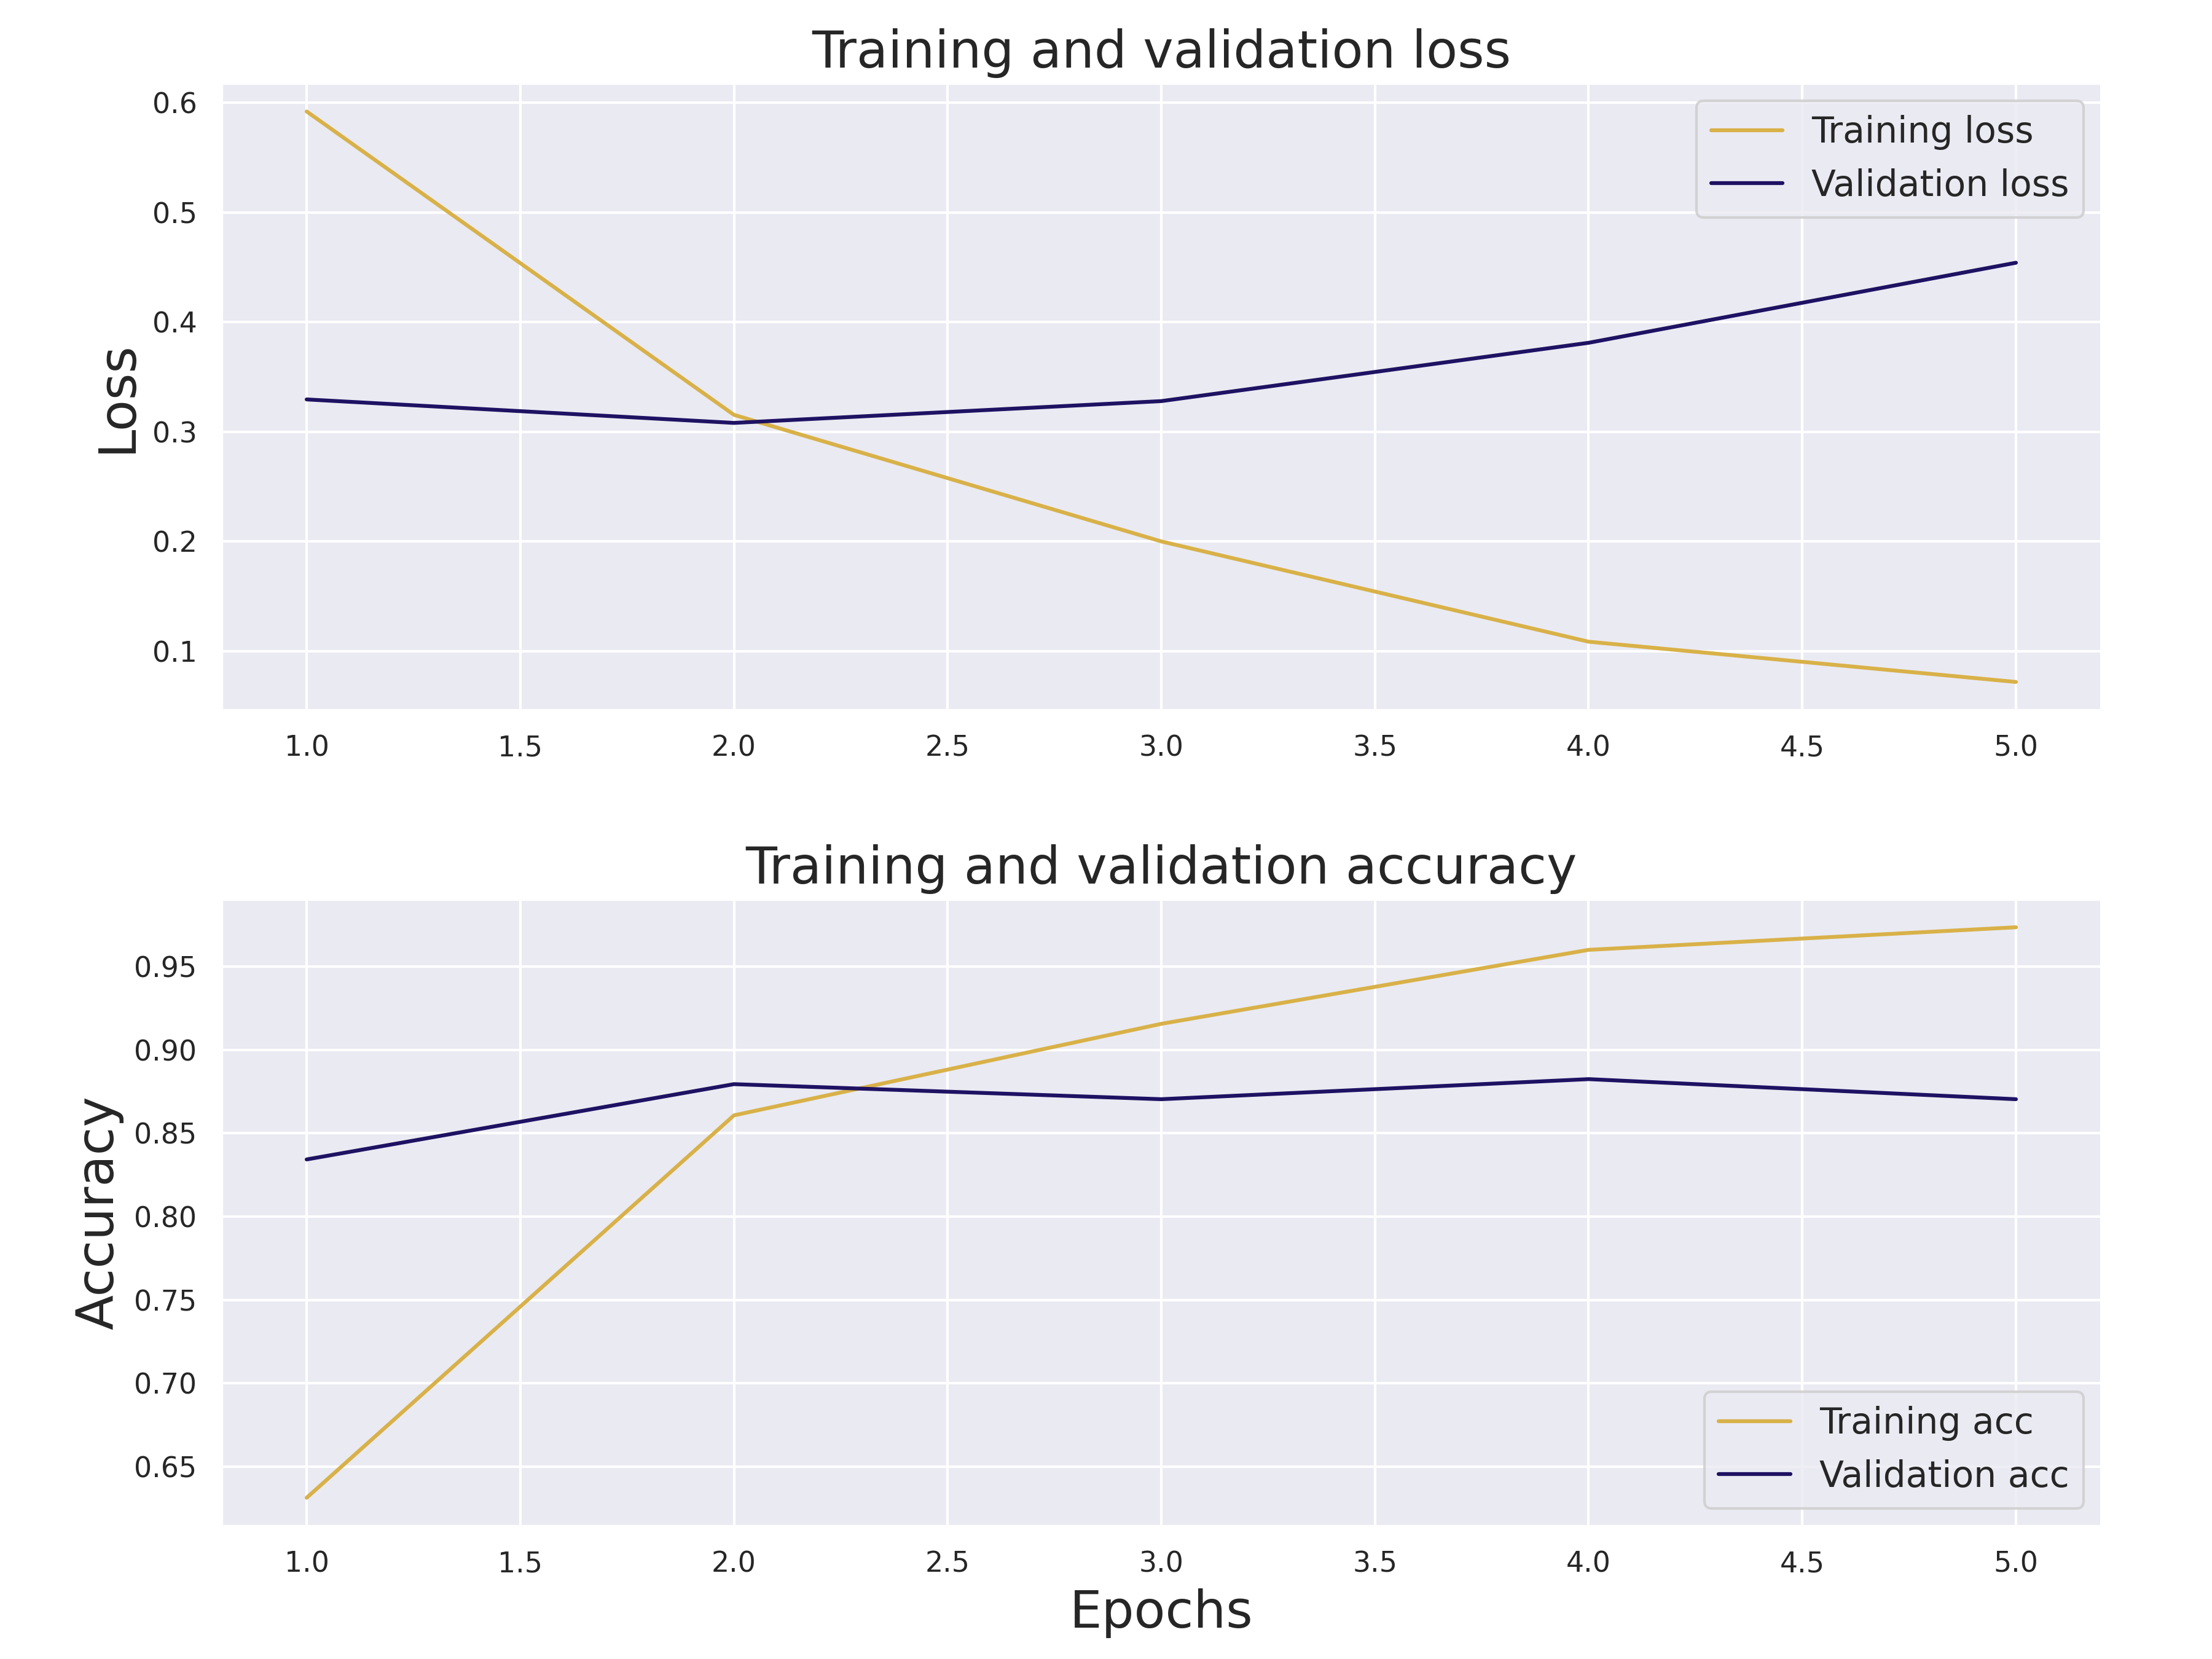 Training and validation loss
0.6
0.5
0.4
0.3
0.2
0.1
Loss
Training loss
Validation loss
1.0 1.5 2.0 2.5 3.0 3.5 4.0 4.5 5.0
Training and validation accuracy
0.95
0.90
0.85
0.80
0.75
0.70
0.65
Accuracy
Training acc
Validation acc
1.0 1.5 2.0 2.5 3.0 3.5 4.0 4.5 5.0
Epochs